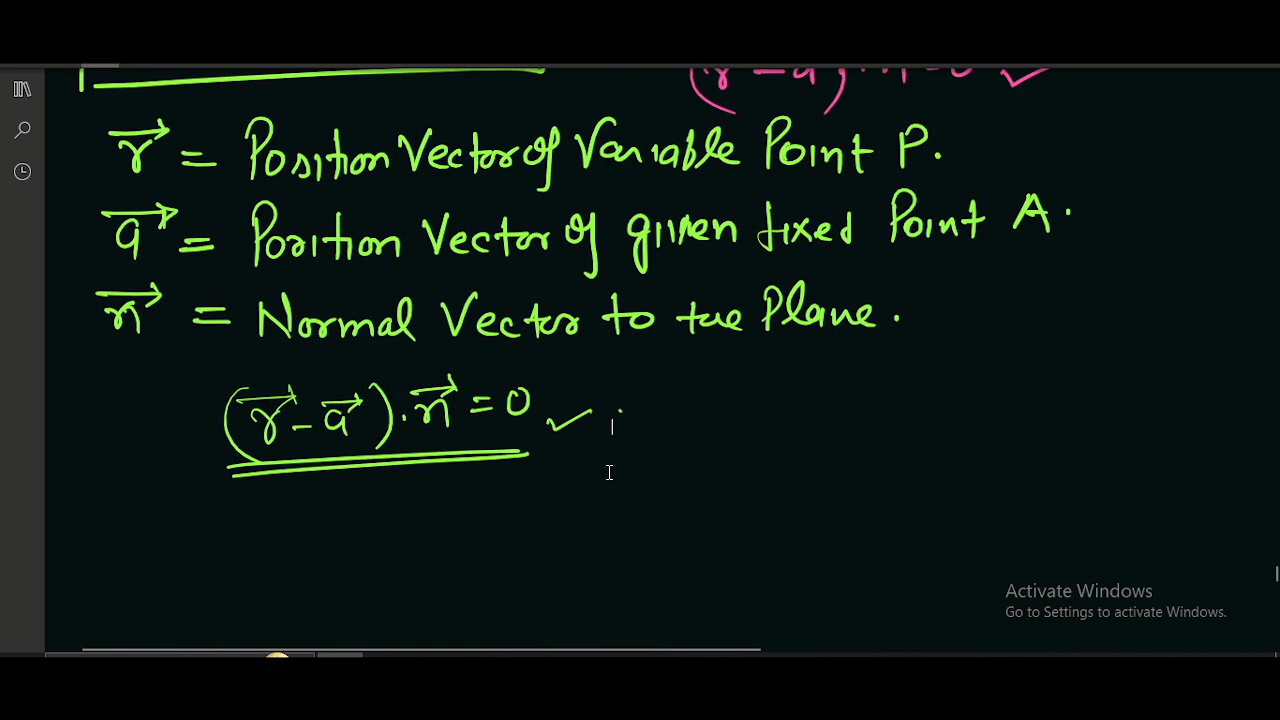 (r⃗ - a⃗).n⃗ = 0 ✓
r⃗ = Position Vector of Variable Point P.
a⃗ = Position Vector of given fixed Point A.
n⃗ = Normal Vector to the Plane.
(r⃗ - a⃗).n⃗ = 0 ✓
Activate Windows
Go to Settings to activate Windows.